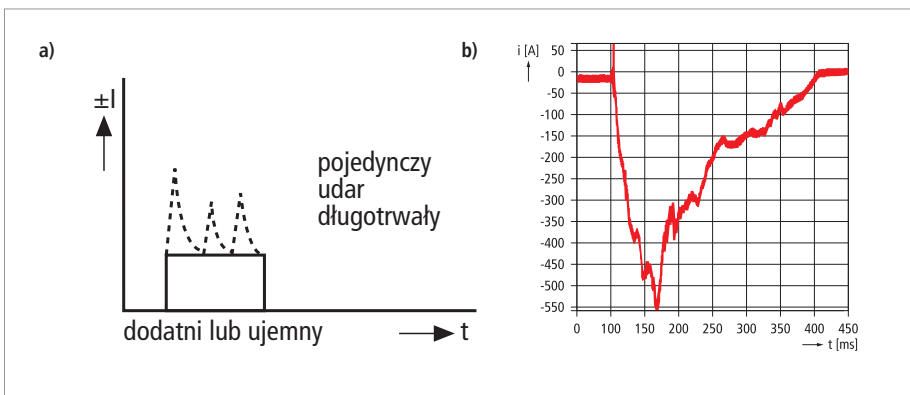 a)
±I
pojedynczy
udar
długotrwały
dodatni lub ujemny
t
b)
i [A]
50
0
-50
-100
-150
-200
-250
-300
-350
-400
-450
-500
-550
0 100 150 200 250 300 350 400 450
t [ms]